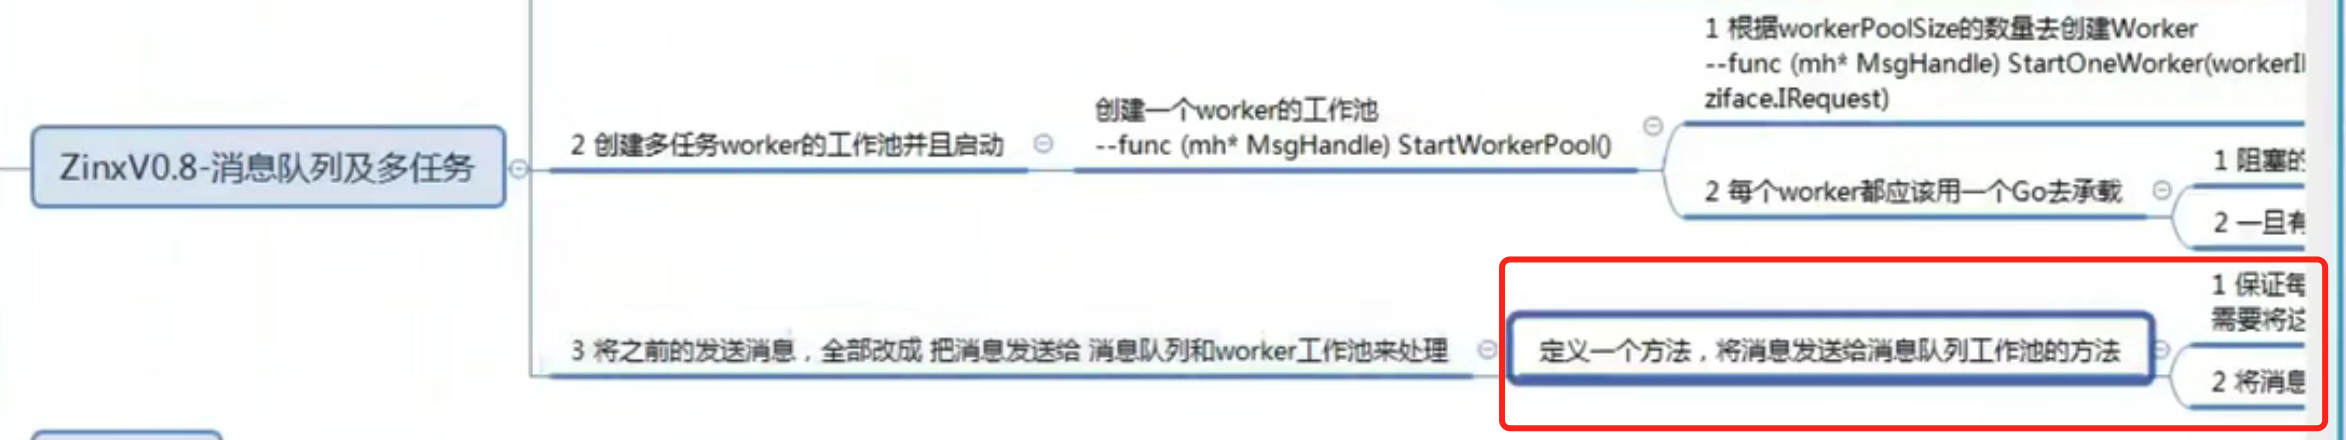 ZinxV0.8-消息队列及多任务
2 创建多任务worker的工作池并且启动
创建一个worker的工作池
--func (mh* MsgHandle) StartWorkerPool()
1 根据workerPoolSize的数量去创建Worker
--func (mh* MsgHandle) StartOneWorker(workerI
ziface.IRequest)
2 每个worker都应该用一个Go去承载
1 阻塞的
2 一旦有
3 将之前的发送消息，全部改成 把消息发送给 消息队列和worker工作池来处理
定义一个方法，将消息发送给消息队列工作池的方法
1 保证每
需要将这
2 将消息